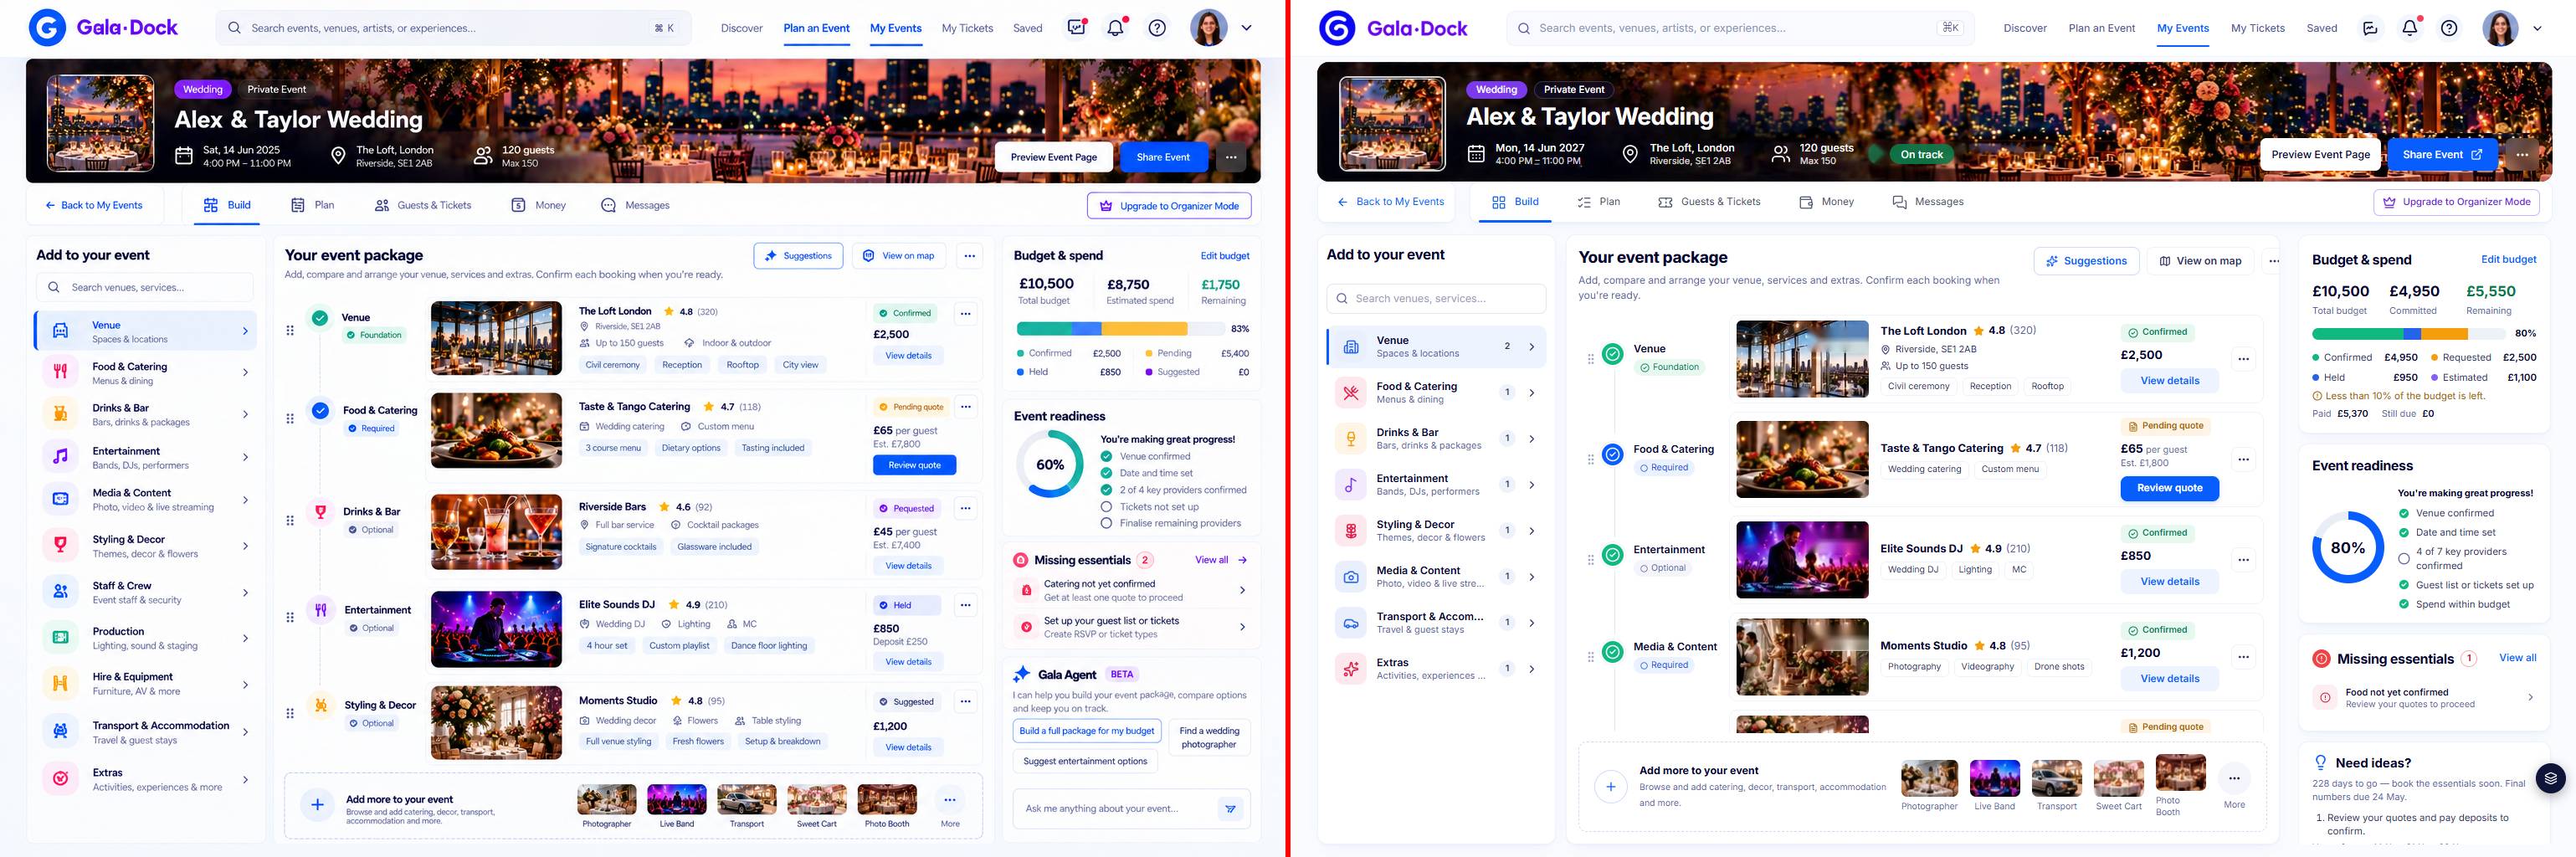 Gala·Dock
Search events, venues, artists, or experiences...
⌘ K
Discover
Plan an Event
My Events
My Tickets
Saved
Wedding
Private Event
Alex & Taylor Wedding
Sat, 14 Jun 2025
4:00 PM – 11:00 PM
The Loft, London
Riverside, SE1 2AB
120 guests
Max 150
Preview Event Page
Share Event
Back to My Events
Build
Plan
Guests & Tickets
Money
Messages
Upgrade to Organizer Mode
Add to your event
Search venues, services...
Venue
Spaces & locations
Food & Catering
Menus & dining
Drinks & Bar
Bars, drinks & packages
Entertainment
Bands, DJs, performers
Media & Content
Photo, video & live streaming
Styling & Decor
Themes, decor & flowers
Staff & Crew
Event staff & security
Production
Lighting, sound & staging
Hire & Equipment
Furniture, AV & more
Transport & Accommodation
Travel & guest stays
Extras
Activities, experiences & more
Your event package
Add, compare and arrange your venue, services and extras. Confirm each booking when you're ready.
Suggestions
View on map
Venue
Foundation
The Loft London 4.8 (320)
Riverside, SE1 2AB
Up to 150 guests
Indoor & outdoor
Civil ceremony
Reception
Rooftop
City view
Confirmed
£2,500
View details
Food & Catering
Required
Taste & Tango Catering 4.7 (118)
Wedding catering
Custom menu
3 course menu
Dietary options
Tasting included
Pending quote
£65 per guest
Est. £7,800
Review quote
Drinks & Bar
Optional
Riverside Bars 4.6 (92)
Full bar service
Cocktail packages
Signature cocktails
Glassware included
Pequested
£45 per guest
Est. £7,400
View details
Entertainment
Optional
Elite Sounds DJ 4.9 (210)
Wedding DJ
Lighting
MC
4 hour set
Custom playlist
Dance floor lighting
Held
£850
Deposit £250
View details
Styling & Decor
Optional
Moments Studio 4.8 (95)
Wedding decor
Flowers
Table styling
Full venue styling
Fresh flowers
Setup & breakdown
Suggested
£1,200
View details
Add more to your event
Browse and add catering, decor, transport,
accommodation and more.
Photographer
Live Band
Transport
Sweet Cart
Photo Booth
More
Budget & spend
Edit budget
£10,500
Total budget
£8,750
Estimated spend
£1,750
Remaining
83%
Confirmed £2,500
Pending £5,400
Held £850
Suggested £0
Event readiness
60%
You're making great progress!
Venue confirmed
Date and time set
2 of 4 key providers confirmed
Tickets not set up
Finalise remaining providers
Missing essentials 2
View all
Catering not yet confirmed
Get at least one quote to proceed
Set up your guest list or tickets
Create RSVP or ticket types
Gala Agent BETA
I can help you build your event package, compare options
and keep you on track.
Build a full package for my budget
Find a wedding
photographer
Suggest entertainment options
Ask me anything about your event...
Gala·Dock
Search events, venues, artists, or experiences...
⌘K
Discover
Plan an Event
My Events
My Tickets
Saved
Wedding
Private Event
Alex & Taylor Wedding
Mon, 14 Jun 2027
4:00 PM – 11:00 PM
The Loft, London
Riverside, SE1 2AB
120 guests
Max 150
On track
Preview Event Page
Share Event
Back to My Events
Build
Plan
Guests & Tickets
Money
Messages
Upgrade to Organizer Mode
Add to your event
Search venues, services...
Venue
Spaces & locations
2
Food & Catering
Menus & dining
1
Drinks & Bar
Bars, drinks & packages
1
Entertainment
Bands, DJs, performers
1
Styling & Decor
Themes, decor & flowers
1
Media & Content
Photo, video & live stre...
1
Transport & Accom...
Travel & guest stays
1
Extras
Activities, experiences ...
1
Your event package
Add, compare and arrange your venue, services and extras. Confirm each booking when
you're ready.
Suggestions
View on map
Venue
Foundation
The Loft London 4.8 (320)
Riverside, SE1 2AB
Up to 150 guests
Civil ceremony
Reception
Rooftop
Confirmed
£2,500
View details
Food & Catering
Required
Taste & Tango Catering 4.7 (118)
Wedding catering
Custom menu
Pending quote
£65 per guest
Est. £1,800
Review quote
Entertainment
Optional
Elite Sounds DJ 4.9 (210)
Wedding DJ
Lighting
MC
Confirmed
£850
View details
Media & Content
Required
Moments Studio 4.8 (95)
Photography
Videography
Drone shots
Confirmed
£1,200
View details
Pending quote
Add more to your event
Browse and add catering, decor, transport, accommodation
and more.
Photographer
Live Band
Transport
Sweet Cart
Photo
Booth
More
Budget & spend
Edit budget
£10,500
Total budget
£4,950
Committed
£5,550
Remaining
80%
Confirmed £4,950
Requested £2,500
Held £950
Estimated £1,100
Less than 10% of the budget is left.
Paid £5,370
Still due £0
Event readiness
80%
You're making great progress!
Venue confirmed
Date and time set
4 of 7 key providers
confirmed
Guest list or tickets set up
Spend within budget
Missing essentials 1
View all
Food not yet confirmed
Review your quotes to proceed
Need ideas?
228 days to go — book the essentials soon. Final
numbers due 24 May.
1. Review your quotes and pay deposits to
confirm.